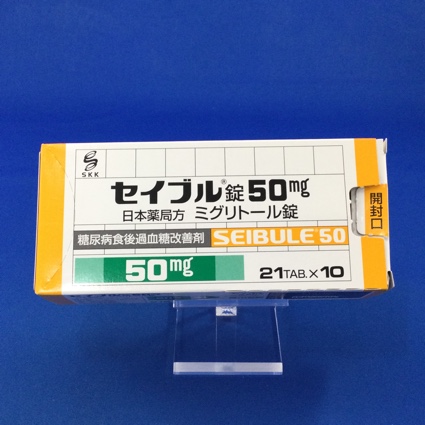 SKK
セイブル®錠50mg
日本薬局方 ミグリトール錠
糖尿病食後過血糖改善剤 SEIBULE 50
50mg
21TAB.×10
開封口